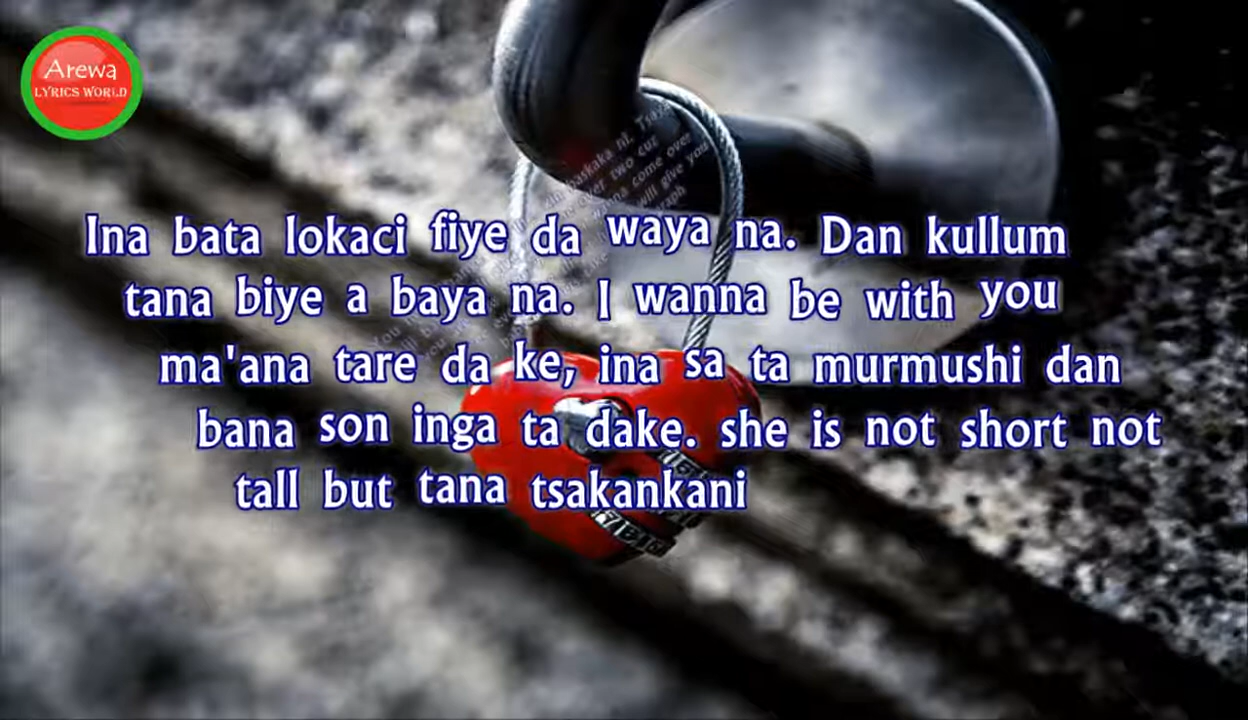 Arewa
LYRICS WORLD
Ina bata lokaci fiye da waya na. Dan kullum
tana biye a baya na. I wanna be with you
ma'ana tare da ke, ina sa ta murmushi dan
bana son inga ta dake. she is not short not
tall but tana tsakankani